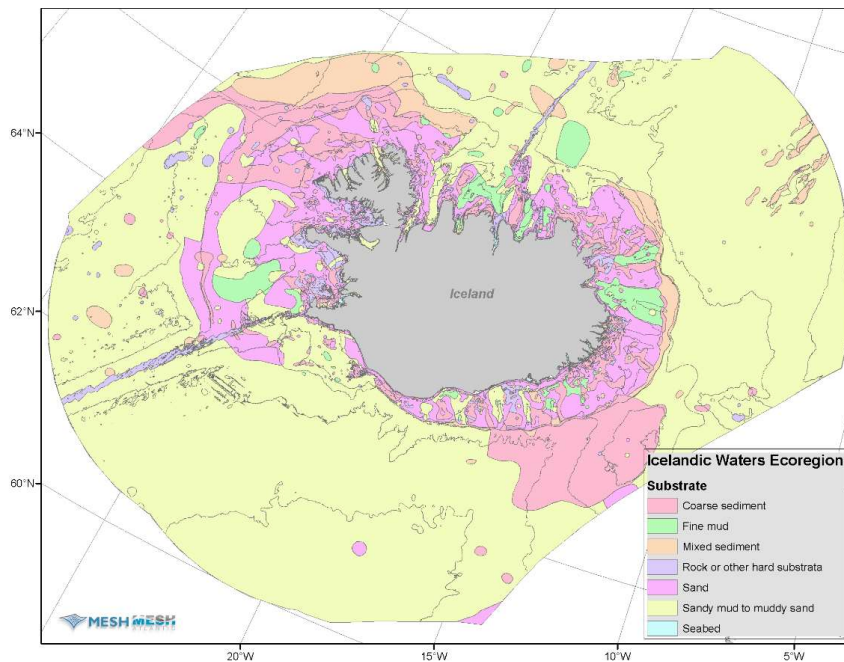 64°N
62°N
60°N
Iceland
Icelandic Waters Ecoregion
Substrate
Coarse sediment
Fine mud
Mixed sediment
Rock or other hard substrata
Sand
Sandy mud to muddy sand
Seabed
MESH MESH
20°W
15°W
10°W
5°W